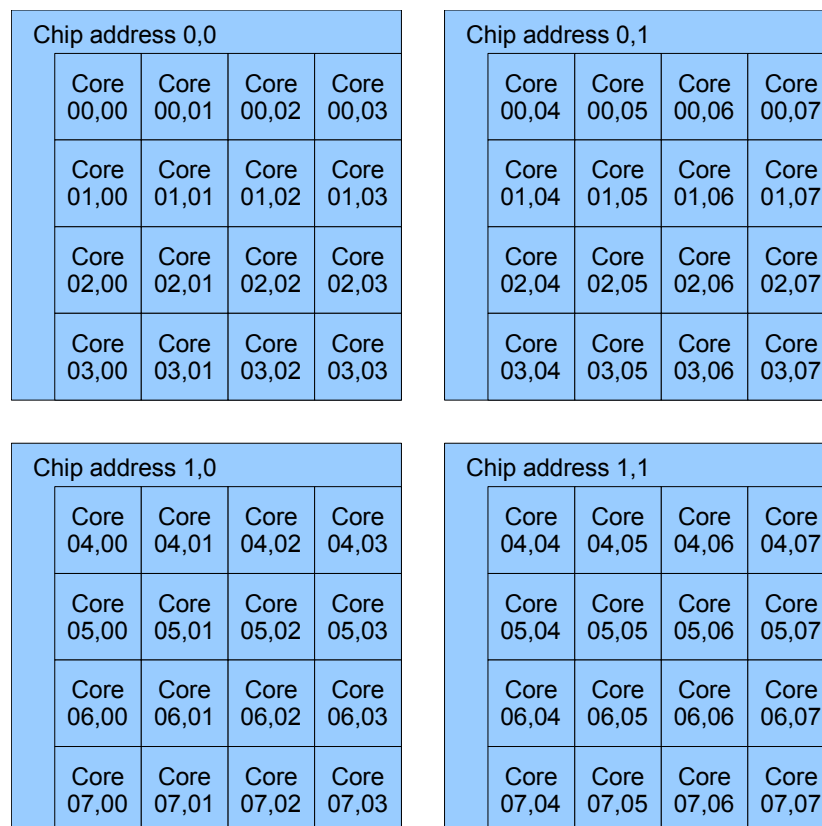 Chip address 0,0
Core Core Core Core
00,00 00,01 00,02 00,03
Core Core Core Core
01,00 01,01 01,02 01,03
Core Core Core Core
02,00 02,01 02,02 02,03
Core Core Core Core
03,00 03,01 03,02 03,03
Chip address 0,1
Core Core Core Core
00,04 00,05 00,06 00,07
Core Core Core Core
01,04 01,05 01,06 01,07
Core Core Core Core
02,04 02,05 02,06 02,07
Core Core Core Core
03,04 03,05 03,06 03,07
Chip address 1,0
Core Core Core Core
04,00 04,01 04,02 04,03
Core Core Core Core
05,00 05,01 05,02 05,03
Core Core Core Core
06,00 06,01 06,02 06,03
Core Core Core Core
07,00 07,01 07,02 07,03
Chip address 1,1
Core Core Core Core
04,04 04,05 04,06 04,07
Core Core Core Core
05,04 05,05 05,06 05,07
Core Core Core Core
06,04 06,05 06,06 06,07
Core Core Core Core
07,04 07,05 07,06 07,07